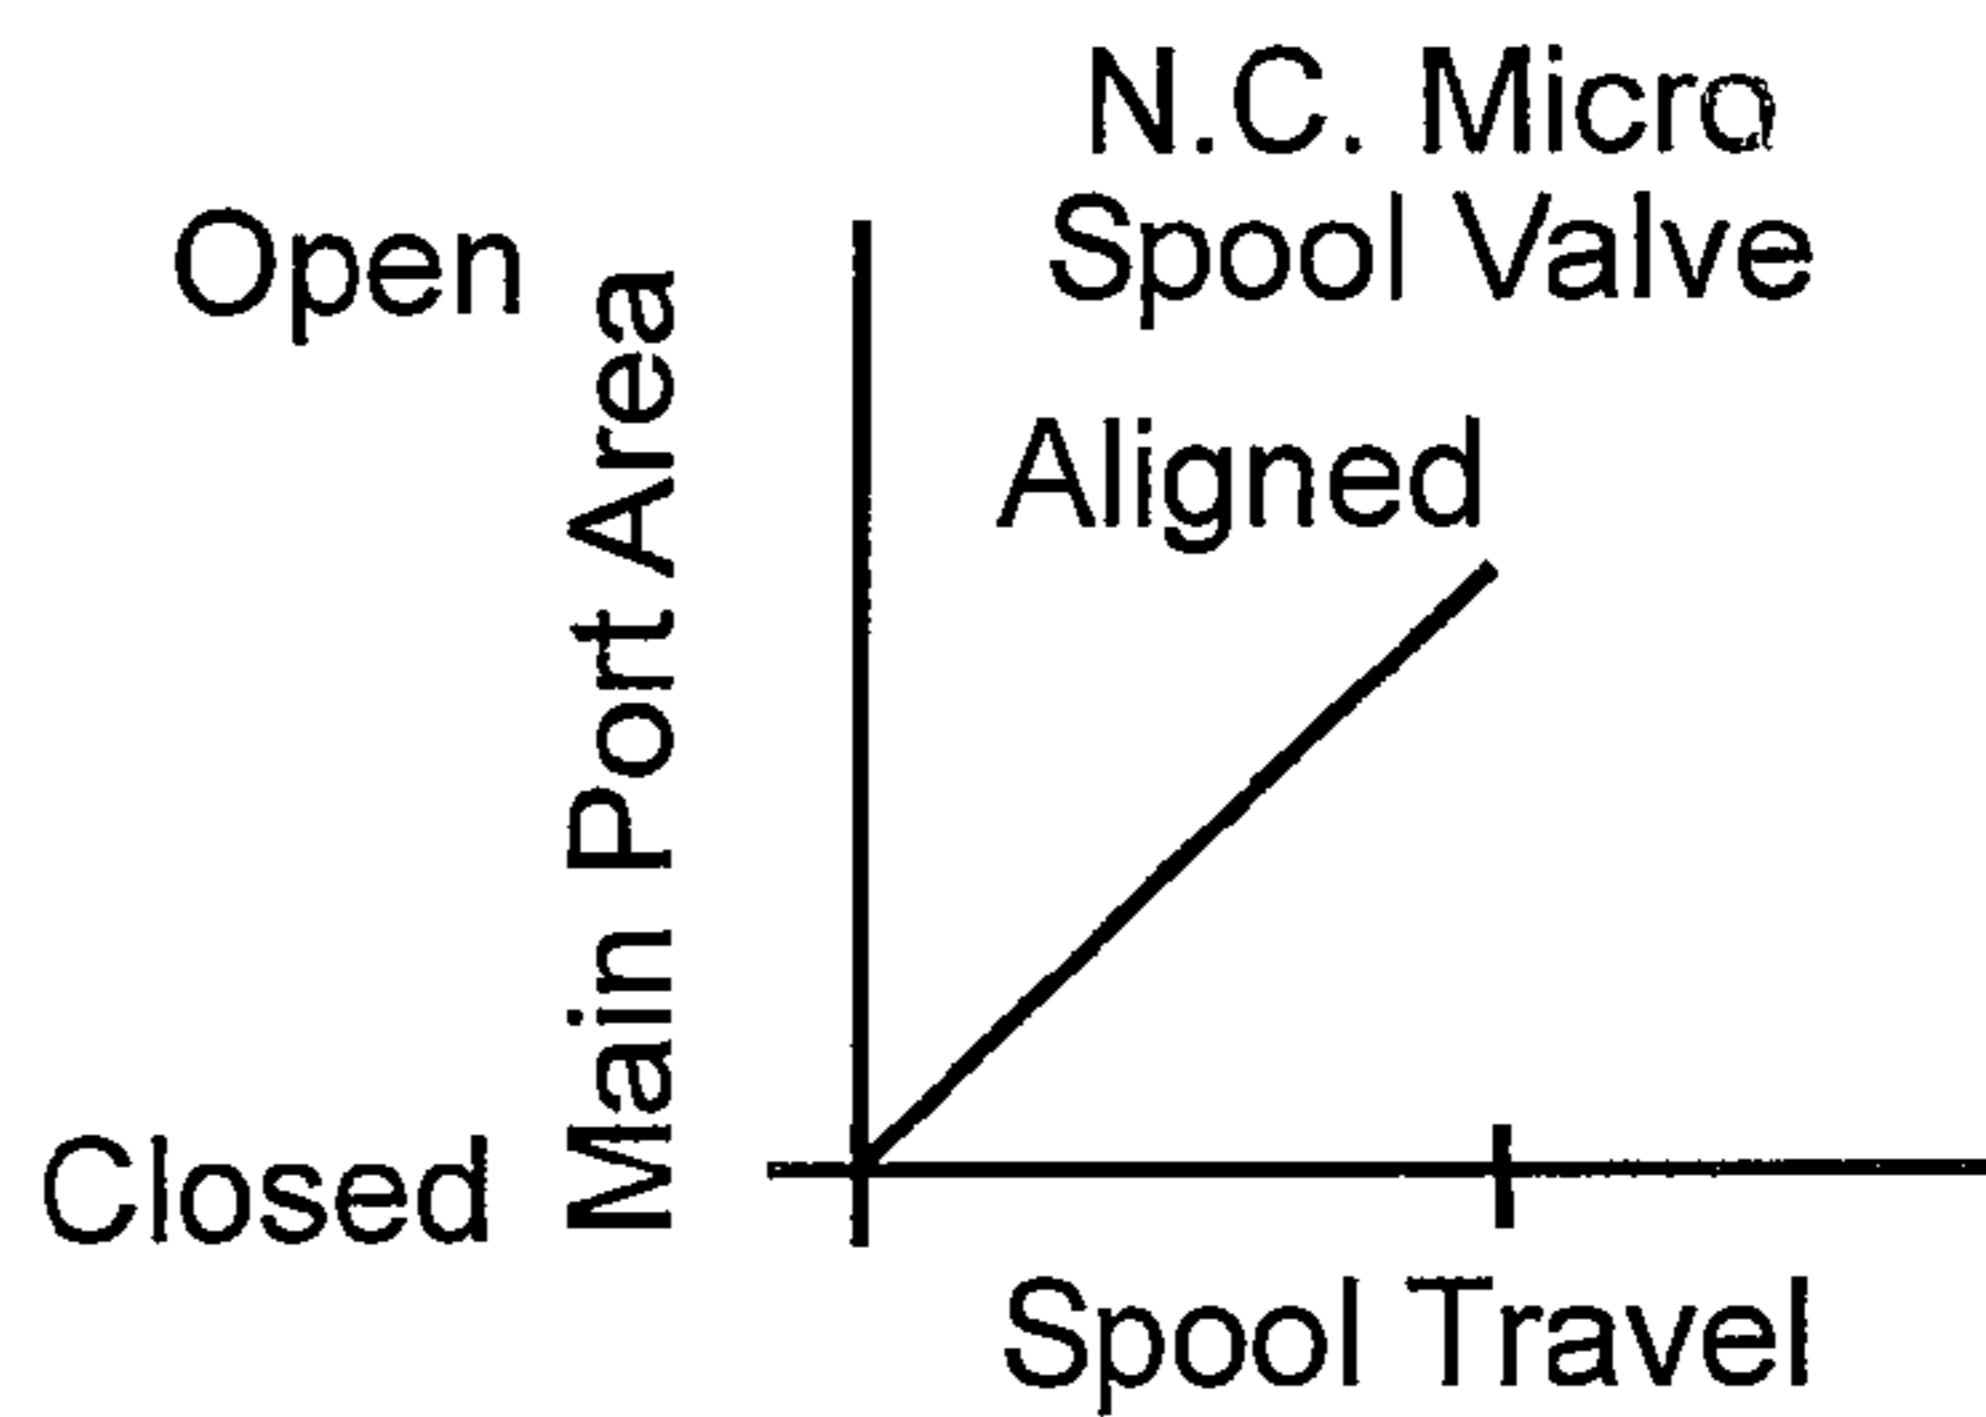 N.C. Micro
Spool Valve
Open
Main Port Area
Aligned
Closed
Spool Travel